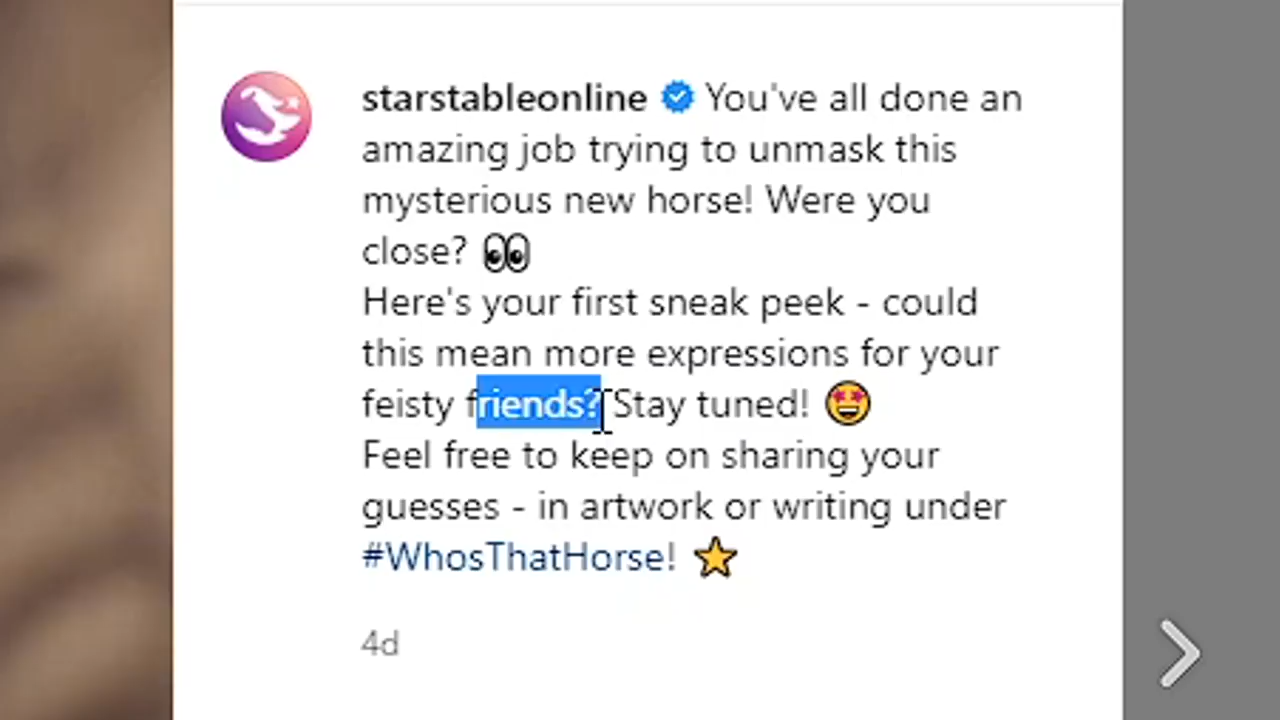 starstableonline You've all done an
amazing job trying to unmask this
mysterious new horse! Were you
close? 👀
Here's your first sneak peek - could
this mean more expressions for your
feisty friends? Stay tuned! 🤩
Feel free to keep on sharing your
guesses - in artwork or writing under
#WhosThatHorse! ⭐
4d